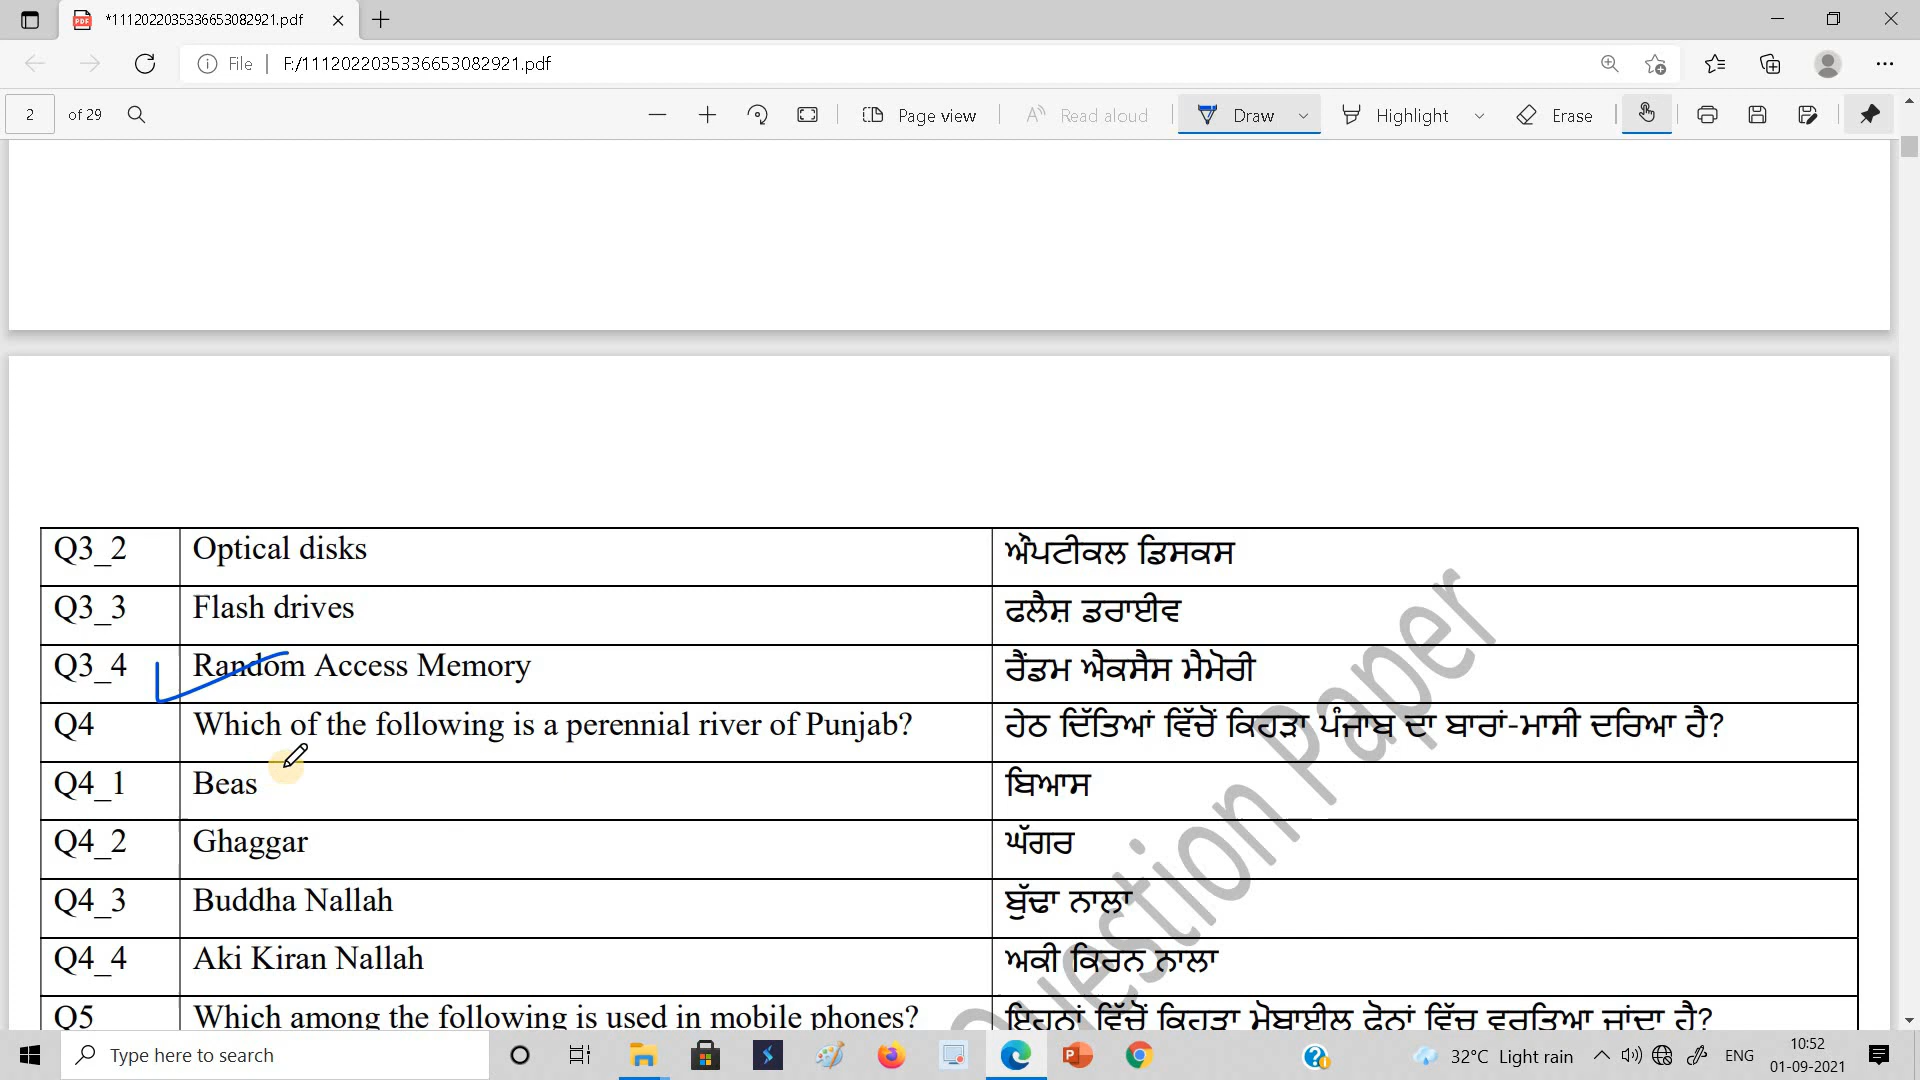 *1112022035336653082921.pdf
File F:/1112022035336653082921.pdf
2 of 29 Page view Read aloud Draw Highlight Erase
Q3_2 Optical disks ਔਪਟੀਕਲ ਡਿਸਕਸ
Q3_3 Flash drives ਫਲੈਸ਼ ਡਰਾਈਵ
Q3_4 Random Access Memory ਰੈਂਡਮ ਐਕਸੈਸ ਮੈਮੋਰੀ
Q4 Which of the following is a perennial river of Punjab? ਹੇਠ ਦਿੱਤਿਆਂ ਵਿੱਚੋਂ ਕਿਹੜਾ ਪੰਜਾਬ ਦਾ ਬਾਰਾਂ-ਮਾਸੀ ਦਰਿਆ ਹੈ?
Q4_1 Beas ਬਿਆਸ
Q4_2 Ghaggar ਘੱਗਰ
Q4_3 Buddha Nallah ਬੁੱਢਾ ਨਾਲਾ
Q4_4 Aki Kiran Nallah ਅਕੀ ਕਿਰਨ ਨਾਲਾ
Q5 Which among the following is used in mobile phones? ਇਹਨਾਂ ਵਿੱਚੋਂ ਕਿਹੜਾ ਮੋਬਾਈਲ ਫੋਨਾਂ ਵਿੱਚ ਵਰਤਿਆ ਜਾਂਦਾ ਹੈ?
Question Paper
Type here to search 32°C Light rain ENG 10:52
01-09-2021